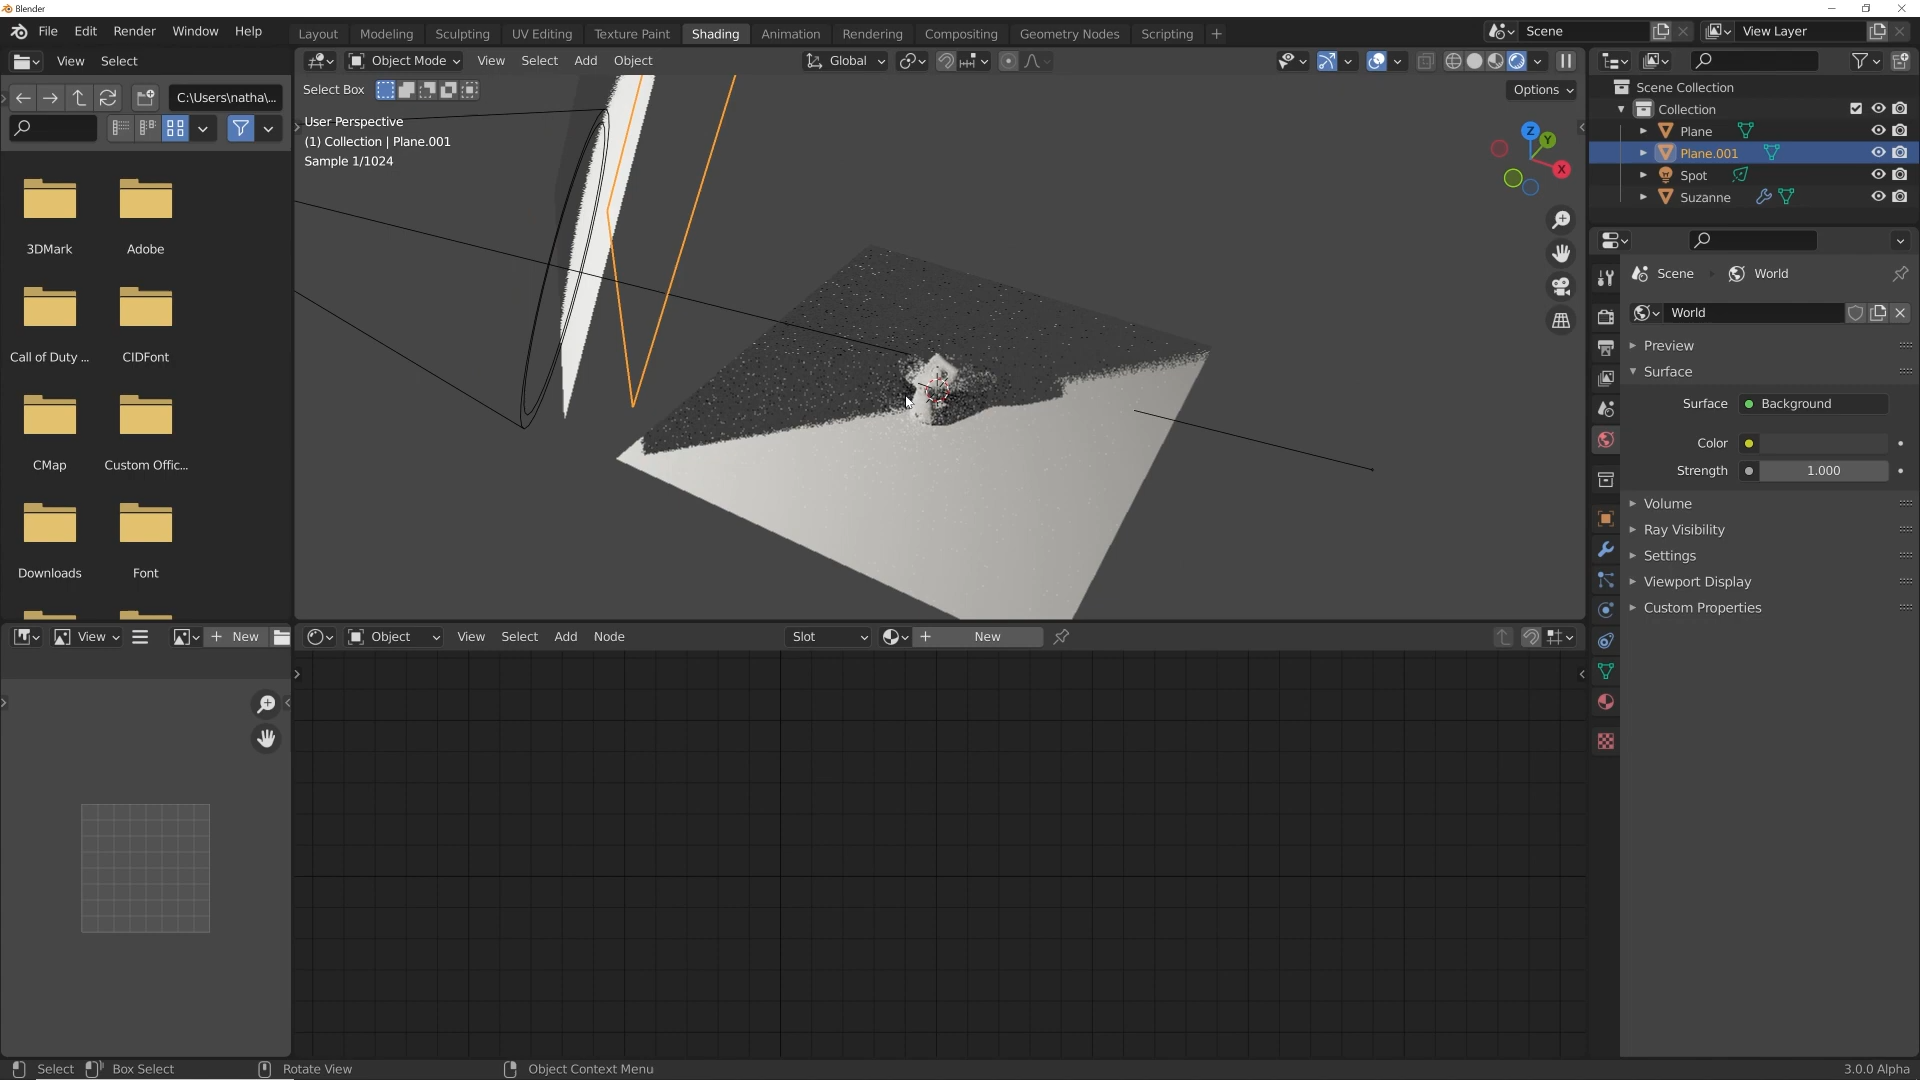 Blender
File Edit Render Window Help
Layout Modeling Sculpting UV Editing Texture Paint Shading Animation Rendering Compositing Geometry Nodes Scripting +
Scene
View Layer
View Select
Object Mode View Select Add Object
Global
C:\Users\natha\...
Select Box
Options
User Perspective
(1) Collection | Plane.001
Sample 1/1024
Z
Y
X
Scene Collection
Collection
Plane
Plane.001
Spot
Suzanne
Scene World
World
Preview
Surface
Surface Background
Color
Strength 1.000
Volume
Ray Visibility
Settings
Viewport Display
Custom Properties
3DMark Adobe
Call of Duty ... CIDFont
CMap Custom Offic...
Downloads Font
View New
Object View Select Add Node
Slot
New
Select Box Select Rotate View Object Context Menu
3.0.0 Alpha